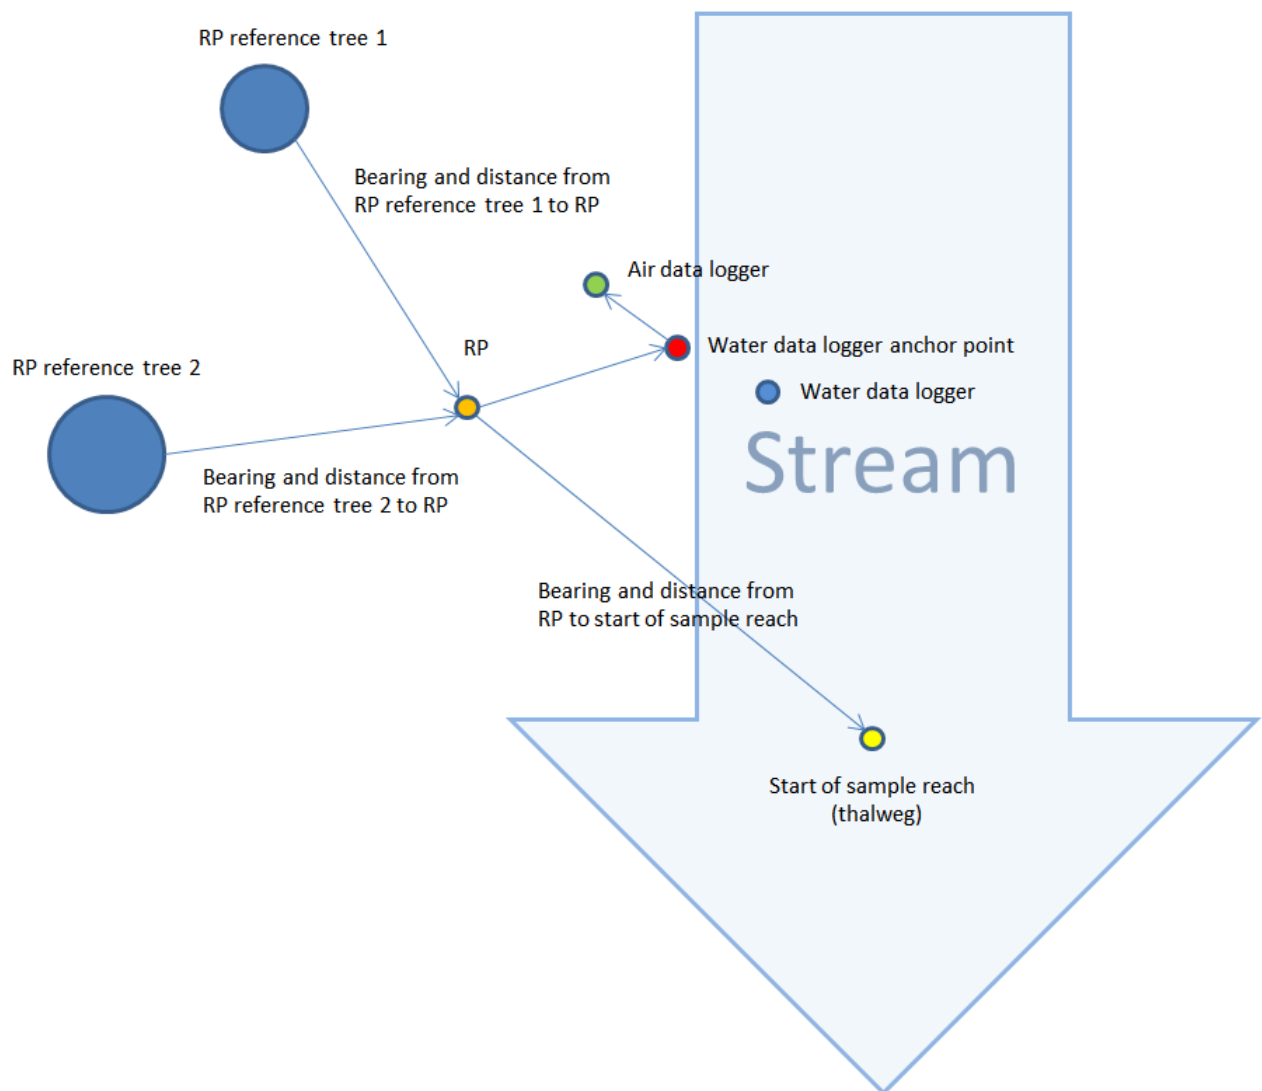 RP reference tree 1
Bearing and distance from
RP reference tree 1 to RP
Air data logger
RP
Water data logger anchor point
RP reference tree 2
Water data logger
Stream
Bearing and distance from
RP reference tree 2 to RP
Bearing and distance from
RP to start of sample reach
Start of sample reach
(thalweg)